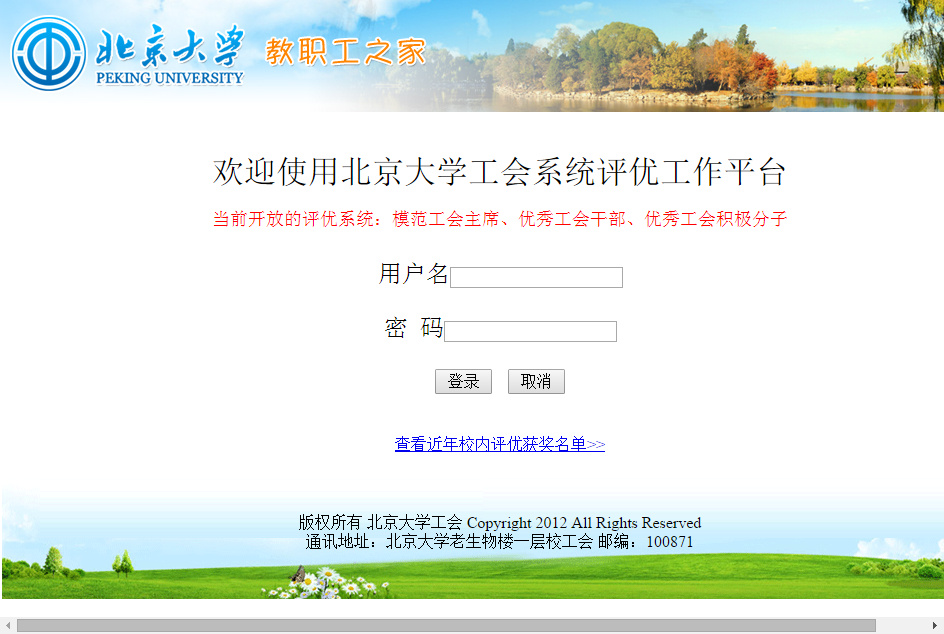 北京大学 教职工之家
PEKING UNIVERSITY
欢迎使用北京大学工会系统评优工作平台
当前开放的评优系统：模范工会主席、优秀工会干部、优秀工会积极分子
用户名
密 码
登录 取消
查看近年校内评优获奖名单>>
版权所有 北京大学工会 Copyright 2012 All Rights Reserved
通讯地址：北京大学老生物楼一层校工会 邮编：100871